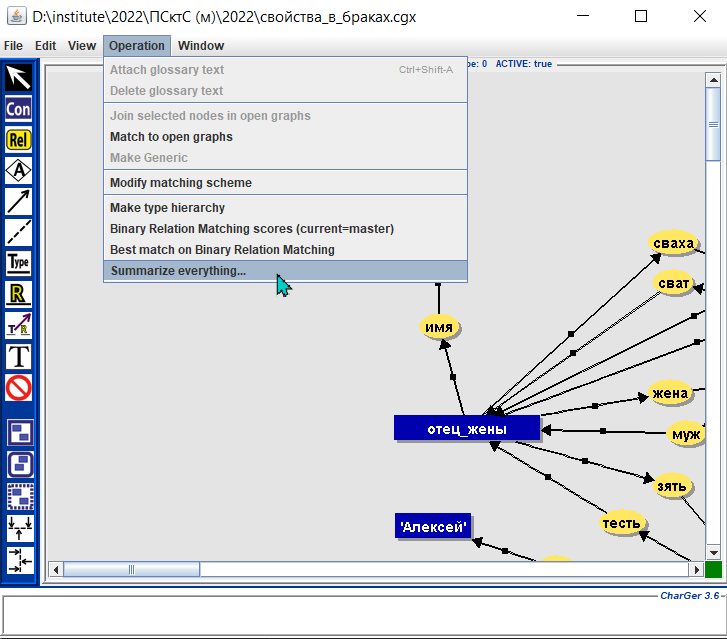 D:\institute\2022\ПСктС (м)\2022\свойства_в_браках.cgx
File Edit View Operation Window
pe: 0 ACTIVE: true
Attach glossary text Ctrl+Shift-A
Delete glossary text
Join selected nodes in open graphs
Match to open graphs
Make Generic
Modify matching scheme
Make type hierarchy
Binary Relation Matching scores (current=master)
Best match on Binary Relation Matching
Summarize everything...
Con
Rel
A
Type
R
T/R
T
сваха
сват
имя
жена
отец_жены
муж
зять
тесть
'Алексей'
CharGer 3.6